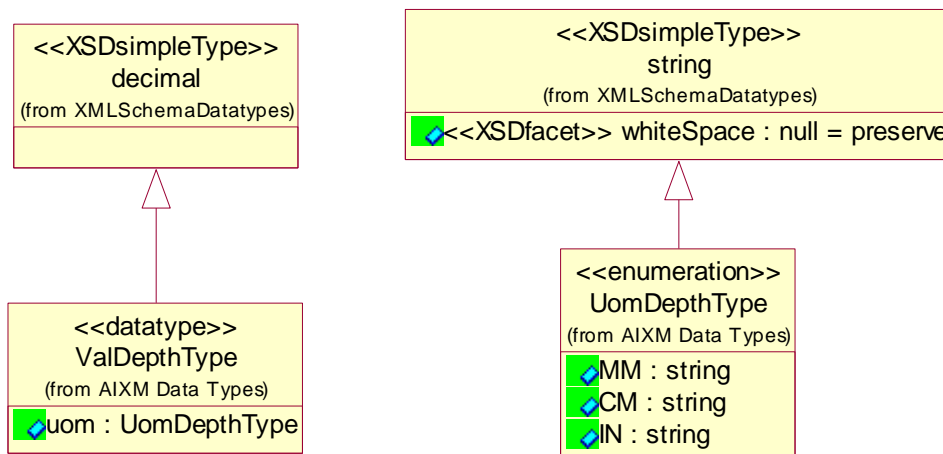 <<XSDsimpleType>>
decimal
(from XMLSchemaDatatypes)
<<XSDsimpleType>>
string
(from XMLSchemaDatatypes)
<<XSDfacet>> whiteSpace : null = preserve
<<datatype>>
ValDepthType
(from AIXM Data Types)
uom : UomDepthType
<<enumeration>>
UomDepthType
(from AIXM Data Types)
MM : string
CM : string
IN : string